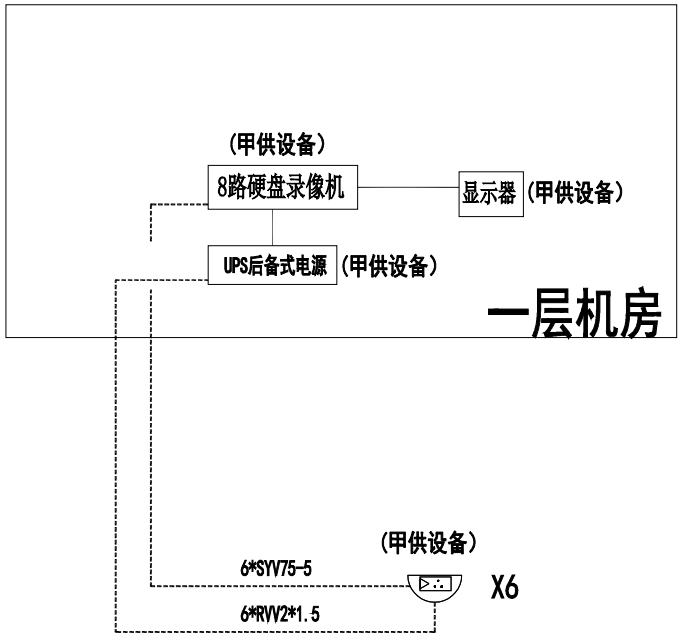 (甲供设备)
8路硬盘录像机
显示器
(甲供设备)
UPS后备式电源
(甲供设备)
一层机房
(甲供设备)
6*SYV75-5
X6
6*RVV2*1.5